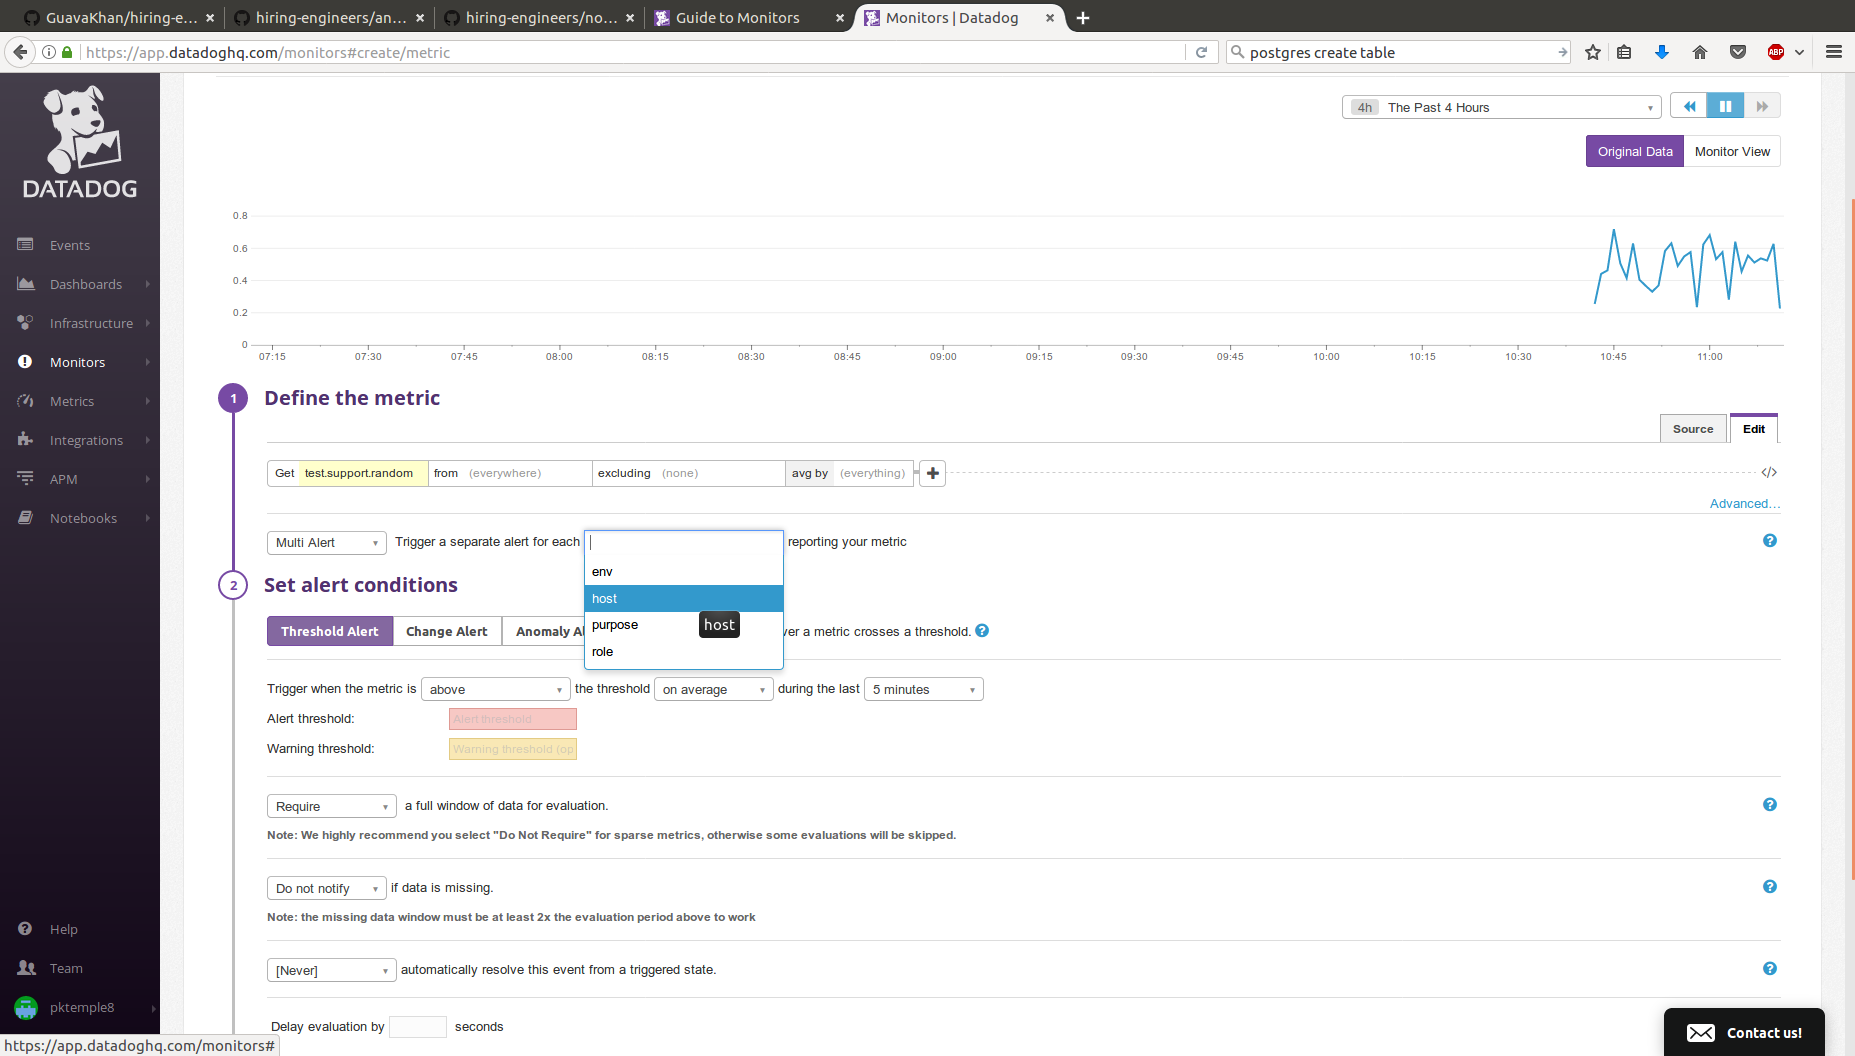 GuavaKhan/hiring-e... ×
hiring-engineers/an... ×
hiring-engineers/no... ×
Guide to Monitors ×
Monitors | Datadog ×
https://app.datadoghq.com/monitors#create/metric
postgres create table
ABP
DATADOG
Events
Dashboards
Infrastructure
Monitors
Metrics
Integrations
APM
Notebooks
Help
Team
pktemple8
https://app.datadoghq.com/monitors#
4h The Past 4 Hours
Original Data Monitor View
0.8
0.6
0.4
0.2
0
07:15 07:30 07:45 08:00 08:15 08:30 08:45 09:00 09:15 09:30 09:45 10:00 10:15 10:30 10:45 11:00
1 Define the metric
Source Edit
Get test.support.random from (everywhere) excluding (none) avg by (everything) + </>
Advanced...
Multi Alert Trigger a separate alert for each reporting your metric ?
env
host
purpose
role
host
2 Set alert conditions
Threshold Alert Change Alert Anomaly Al ver a metric crosses a threshold. ?
Trigger when the metric is above the threshold on average during the last 5 minutes
Alert threshold: Alert threshold
Warning threshold: Warning threshold (op
Require a full window of data for evaluation. ?
Note: We highly recommend you select "Do Not Require" for sparse metrics, otherwise some evaluations will be skipped.
Do not notify if data is missing. ?
Note: the missing data window must be at least 2x the evaluation period above to work
[Never] automatically resolve this event from a triggered state. ?
Delay evaluation by seconds
Contact us!